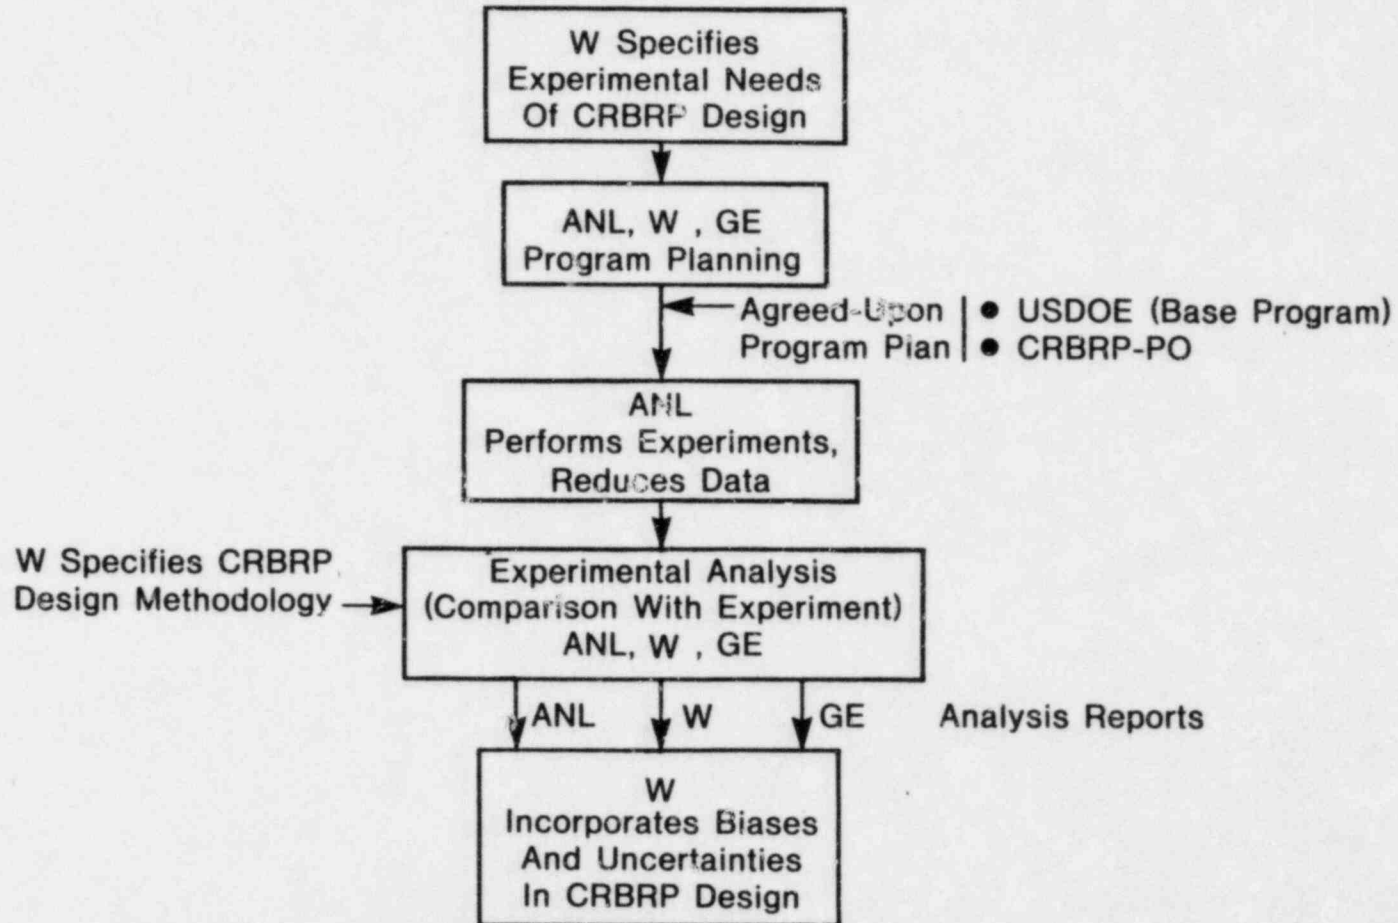 W Specifies
Experimental Needs
Of CRBRP Design
ANL, W , GE
Program Planning
Agreed-Upon
Program Plan
● USDOE (Base Program)
● CRBRP-PO
ANL
Performs Experiments,
Reduces Data
W Specifies CRBRP
Design Methodology
Experimental Analysis
(Comparison With Experiment)
ANL, W , GE
ANL
W
GE
Analysis Reports
W
Incorporates Biases
And Uncertainties
In CRBRP Design